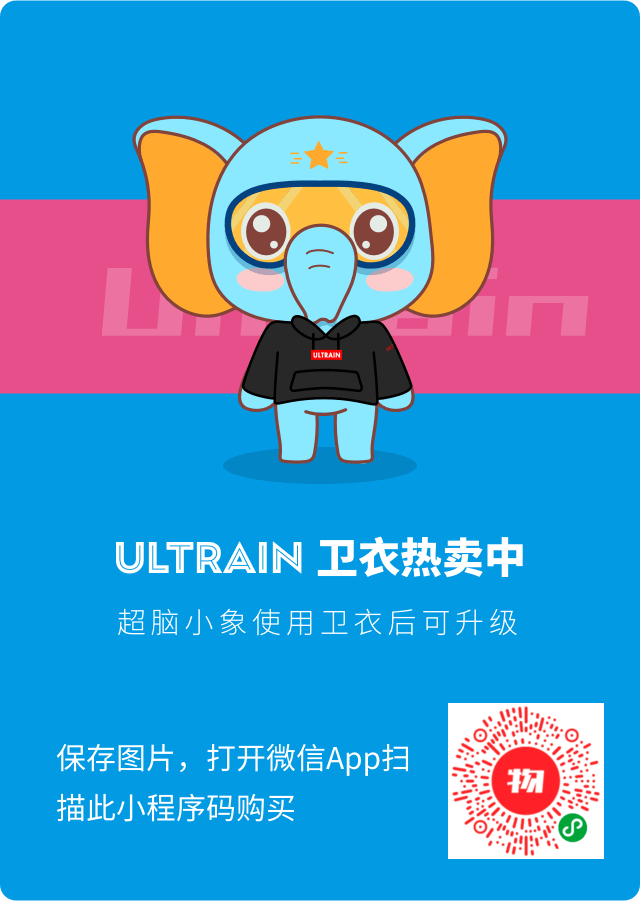 Ultrain
ULTRAIN
ULTRAIN 卫衣热卖中
超脑小象使用卫衣后可升级
保存图片，打开微信App扫
描此小程序码购买
物